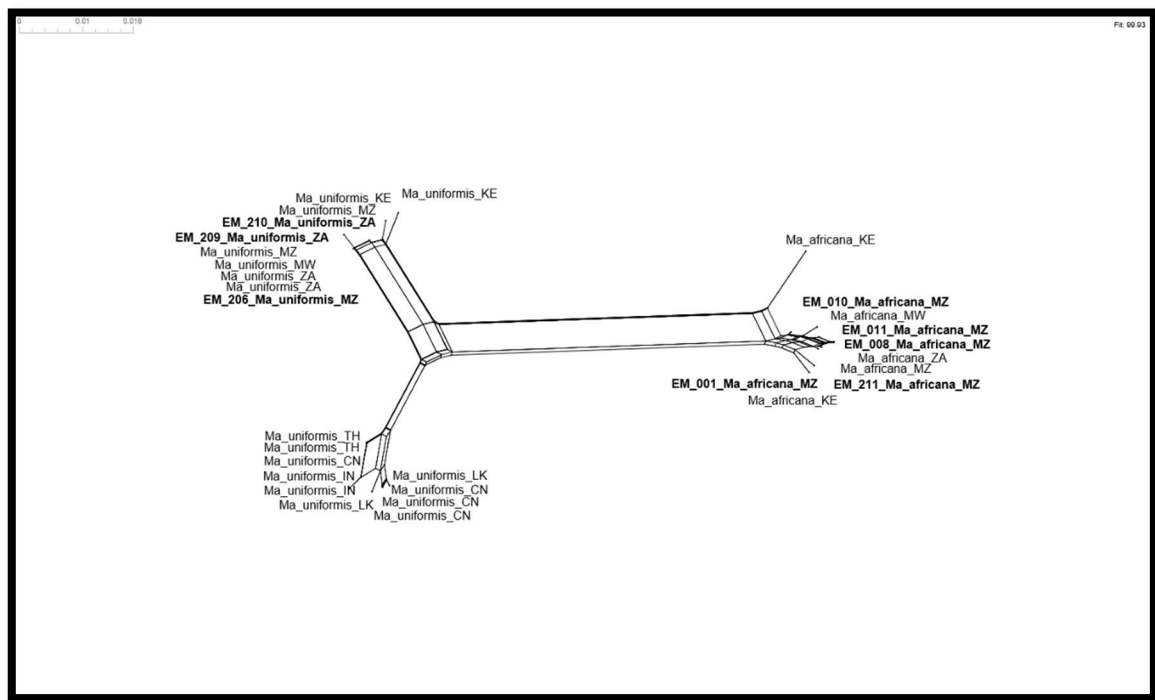 0 0.01 0.018
Fit: 99.93
Ma_uniformis_KE
Ma_uniformis_KE
Ma_uniformis_MZ
EM_210_Ma_uniformis_ZA
EM_209_Ma_uniformis_ZA
Ma_uniformis_MZ
Ma_uniformis_MW
Ma_uniformis_ZA
Ma_uniformis_ZA
EM_206_Ma_uniformis_MZ
Ma_africana_KE
EM_010_Ma_africana_MZ
Ma_africana_MW
EM_011_Ma_africana_MZ
EM_008_Ma_africana_MZ
Ma_africana_ZA
Ma_africana_MZ
EM_001_Ma_africana_MZ
EM_211_Ma_africana_MZ
Ma_africana_KE
Ma_uniformis_TH
Ma_uniformis_TH
Ma_uniformis_CN
Ma_uniformis_IN
Ma_uniformis_IN
Ma_uniformis_LK
Ma_uniformis_LK
Ma_uniformis_CN
Ma_uniformis_CN
Ma_uniformis_CN